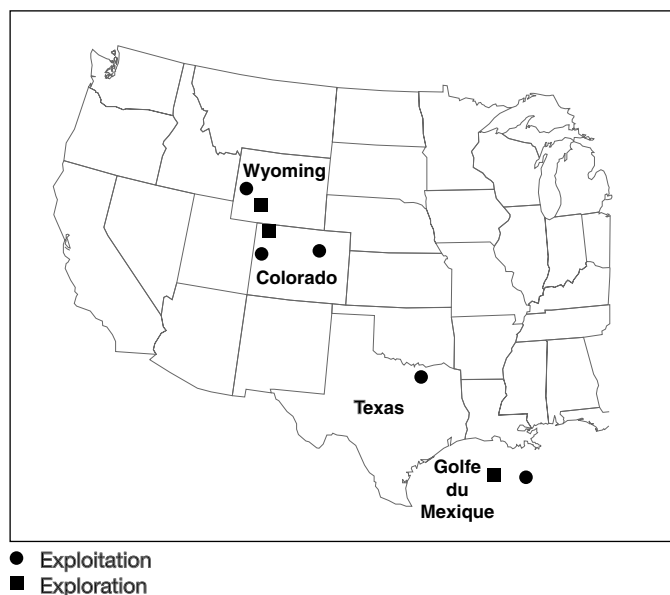 Wyoming
Colorado
Texas
Golfe
du
Mexique
Exploitation
Exploration